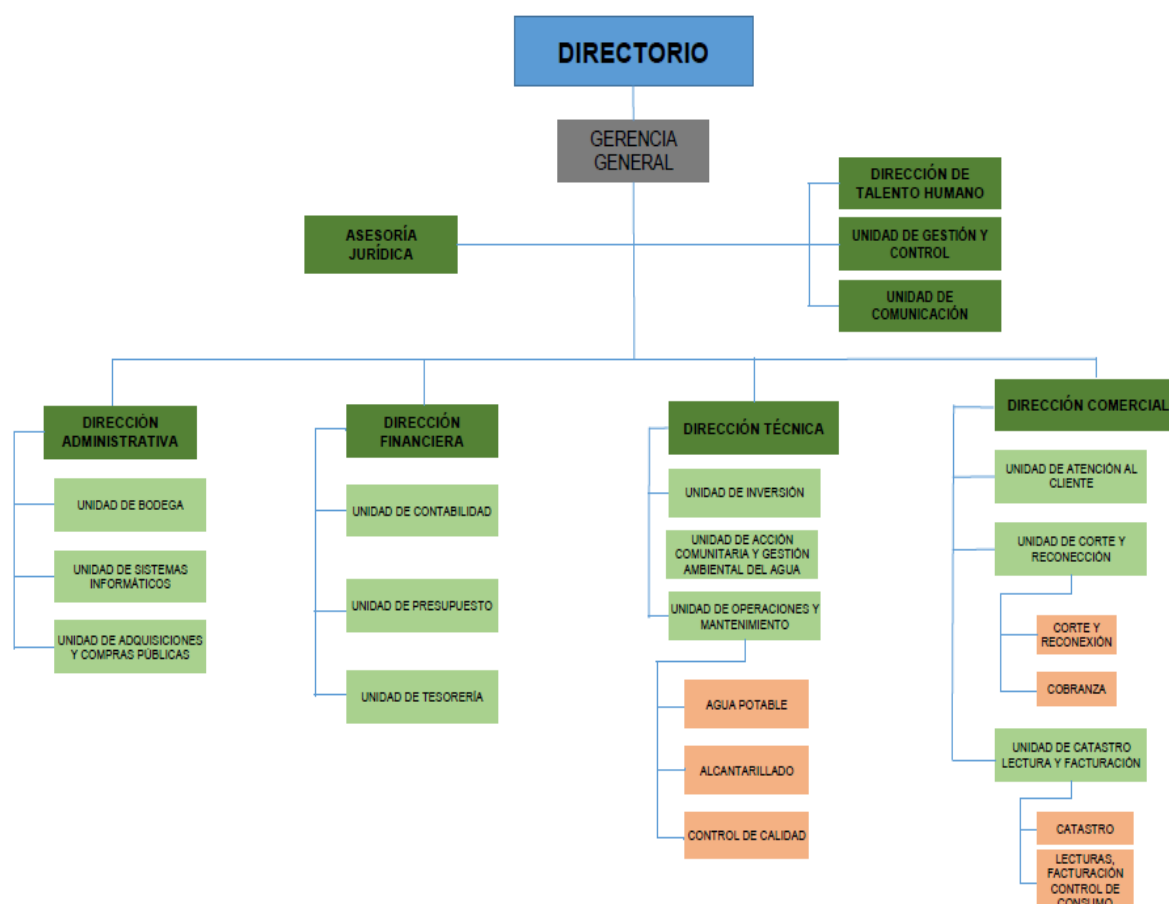 DIRECTORIO
GERENCIA
GENERAL
DIRECCIÓN DE
TALENTO HUMANO
ASESORÍA
JURÍDICA
UNIDAD DE GESTIÓN Y
CONTROL
UNIDAD DE
COMUNICACIÓN
DIRECCIÓN
ADMINISTRATIVA
UNIDAD DE BODEGA
UNIDAD DE SISTEMAS
INFORMÁTICOS
UNIDAD DE ADQUISICIONES
Y COMPRAS PÚBLICAS
DIRECCIÓN
FINANCIERA
UNIDAD DE CONTABILIDAD
UNIDAD DE PRESUPUESTO
UNIDAD DE TESORERÍA
DIRECCIÓN TÉCNICA
UNIDAD DE INVERSIÓN
UNIDAD DE ACCIÓN
COMUNITARIA Y GESTIÓN
AMBIENTAL DEL AGUA
UNIDAD DE OPERACIONES Y
MANTENIMIENTO
AGUA POTABLE
ALCANTARILLADO
CONTROL DE CALIDAD
DIRECCIÓN COMERCIAL
UNIDAD DE ATENCIÓN AL
CLIENTE
UNIDAD DE CORTE Y
RECONECCIÓN
CORTE Y
RECONEXIÓN
COBRANZA
UNIDAD DE CATASTRO
LECTURA Y FACTURACIÓN
CATASTRO
LECTURAS,
FACTURACIÓN
CONTROL DE
CONSUMO